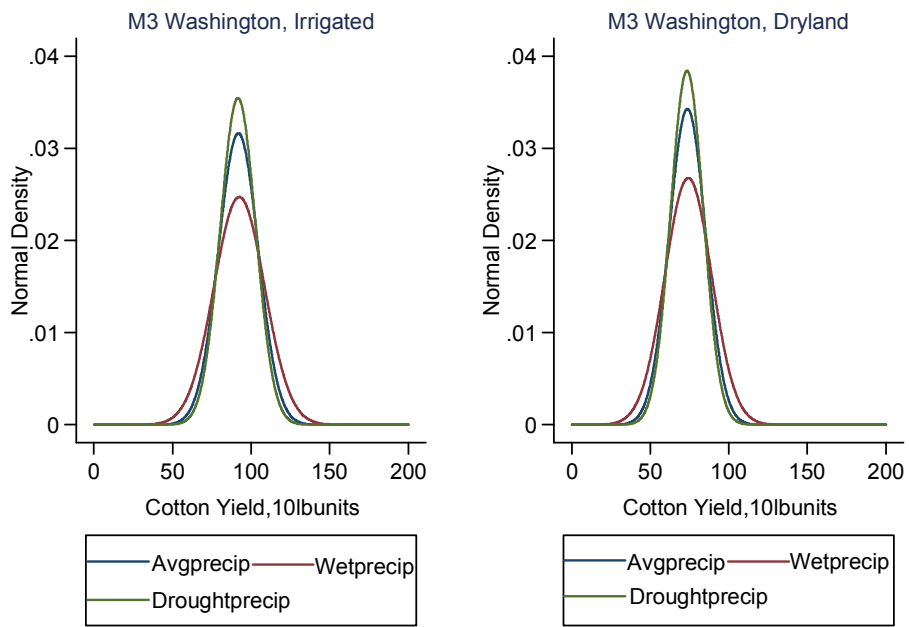 M3 Washington, Irrigated
.04
.03
.02
.01
0
Normal Density
0 50 100 150 200
Cotton Yield,10lbunits
Avgprecip Wetprecip
Droughtprecip
M3 Washington, Dryland
.04
.03
.02
.01
0
Normal Density
0 50 100 150 200
Cotton Yield,10lbunits
Avgprecip Wetprecip
Droughtprecip